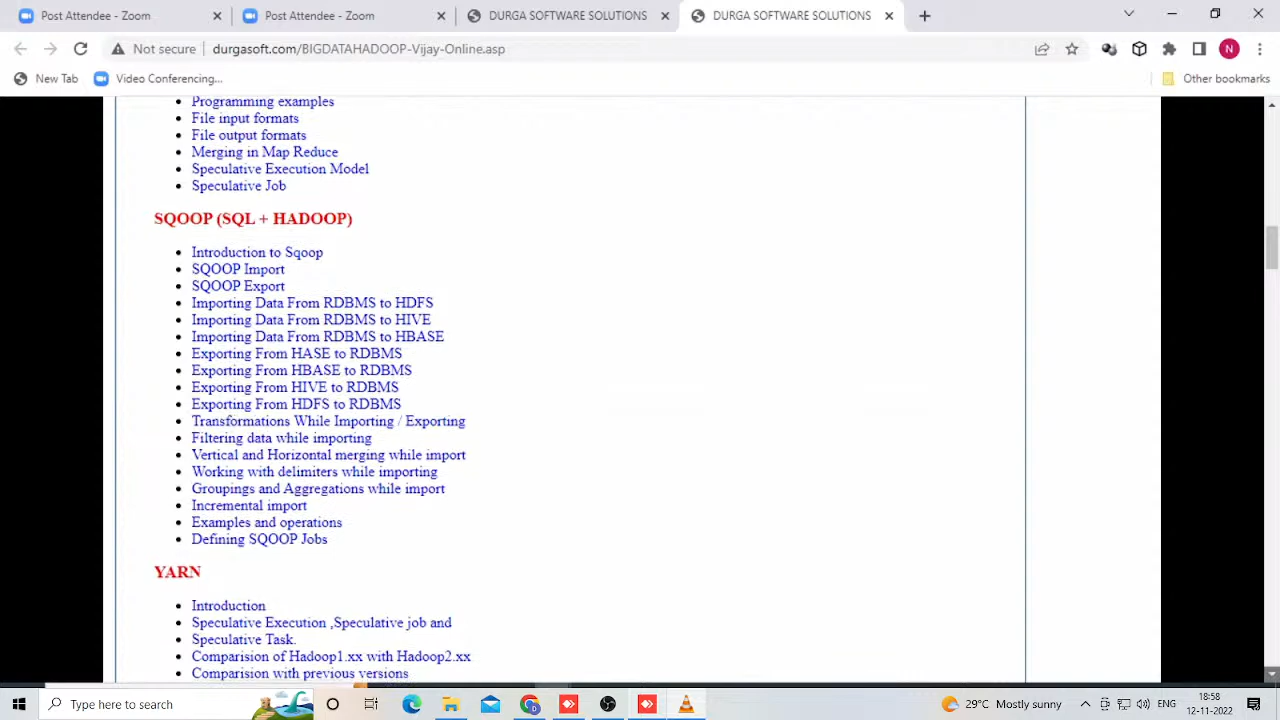 Post Attendee - Zoom
Post Attendee - Zoom
DURGA SOFTWARE SOLUTIONS
DURGA SOFTWARE SOLUTIONS
Not secure
durgasoft.com/BIGDATAHADOOP-Vijay-Online.asp
N
New Tab
Video Conferencing...
Other bookmarks
Programming examples
File input formats
File output formats
Merging in Map Reduce
Speculative Execution Model
Speculative Job
SQOOP (SQL + HADOOP)
Introduction to Sqoop
SQOOP Import
SQOOP Export
Importing Data From RDBMS to HDFS
Importing Data From RDBMS to HIVE
Importing Data From RDBMS to HBASE
Exporting From HASE to RDBMS
Exporting From HBASE to RDBMS
Exporting From HIVE to RDBMS
Exporting From HDFS to RDBMS
Transformations While Importing / Exporting
Filtering data while importing
Vertical and Horizontal merging while import
Working with delimiters while importing
Groupings and Aggregations while import
Incremental import
Examples and operations
Defining SQOOP Jobs
YARN
Introduction
Speculative Execution ,Speculative job and
Speculative Task.
Comparision of Hadoop1.xx with Hadoop2.xx
Comparision with previous versions
Type here to search
29°C Mostly sunny
ENG
18:58
12-11-2022